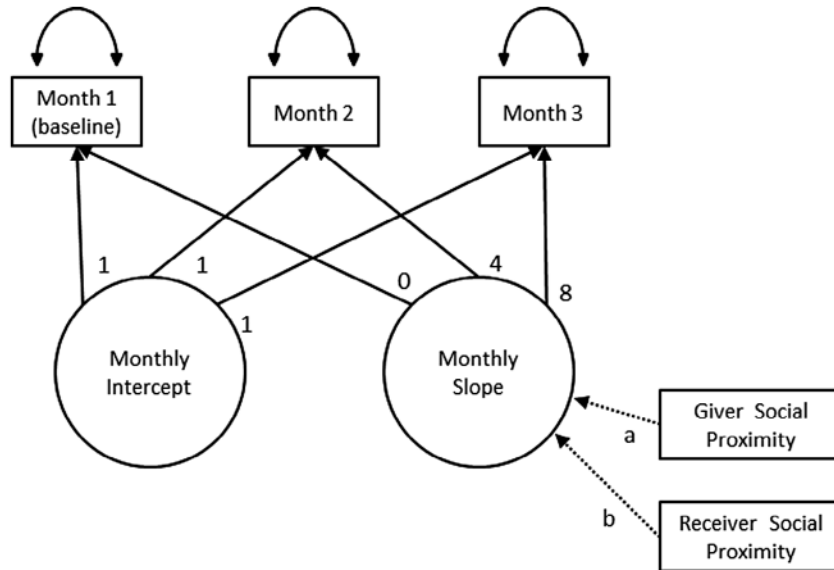 Month 1
(baseline)
Month 2
Month 3
1
1
1
0
4
8
Monthly
Intercept
Monthly
Slope
a
Giver Social
Proximity
b
Receiver Social
Proximity